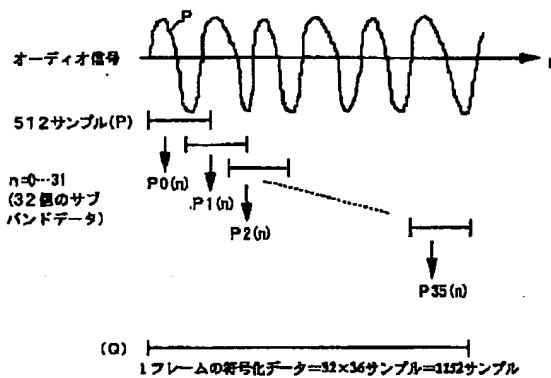 P
オーディオ信号
n
512サンプル(P)
n=0…31
(32個のサブ
バンドデータ)
P0(n)
P1(n)
P2(n)
P35(n)
(Q)
1フレームの符号化データ=32×36サンプル=1152サンプル